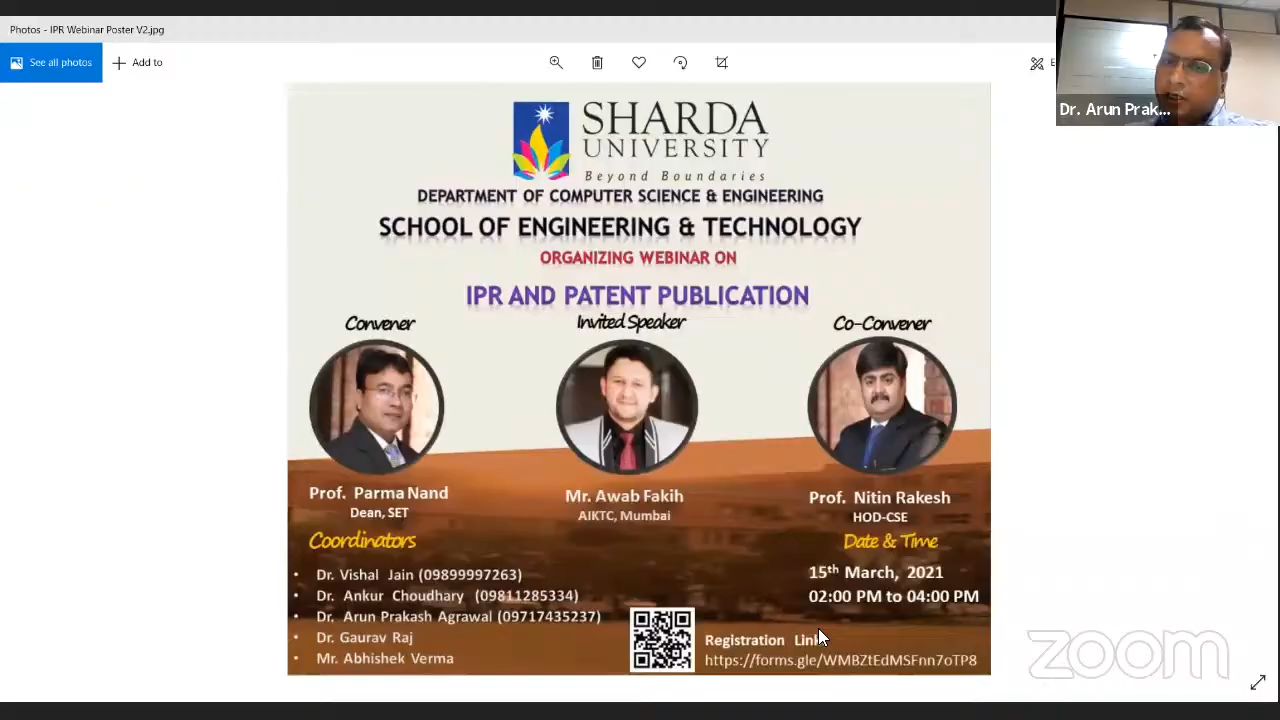 Photos - IPR Webinar Poster V2.jpg
See all photos
Add to
Dr. Arun Prak...
SHARDA
UNIVERSITY
Beyond Boundaries
DEPARTMENT OF COMPUTER SCIENCE & ENGINEERING
SCHOOL OF ENGINEERING & TECHNOLOGY
ORGANIZING WEBINAR ON
IPR AND PATENT PUBLICATION
Convener
Invited Speaker
Co-Convener
Prof. Parma Nand
Dean, SET
Mr. Awab Fakih
AIKTC, Mumbai
Prof. Nitin Rakesh
HOD-CSE
Coordinators
• Dr. Vishal Jain (09899997263)
• Dr. Ankur Choudhary (09811285334)
• Dr. Arun Prakash Agrawal (09717435237)
• Dr. Gaurav Raj
• Mr. Abhishek Verma
Date & Time
15th March, 2021
02:00 PM to 04:00 PM
Registration Link
https://forms.gle/WMBZtEdMSFnn7oTP8
zoom